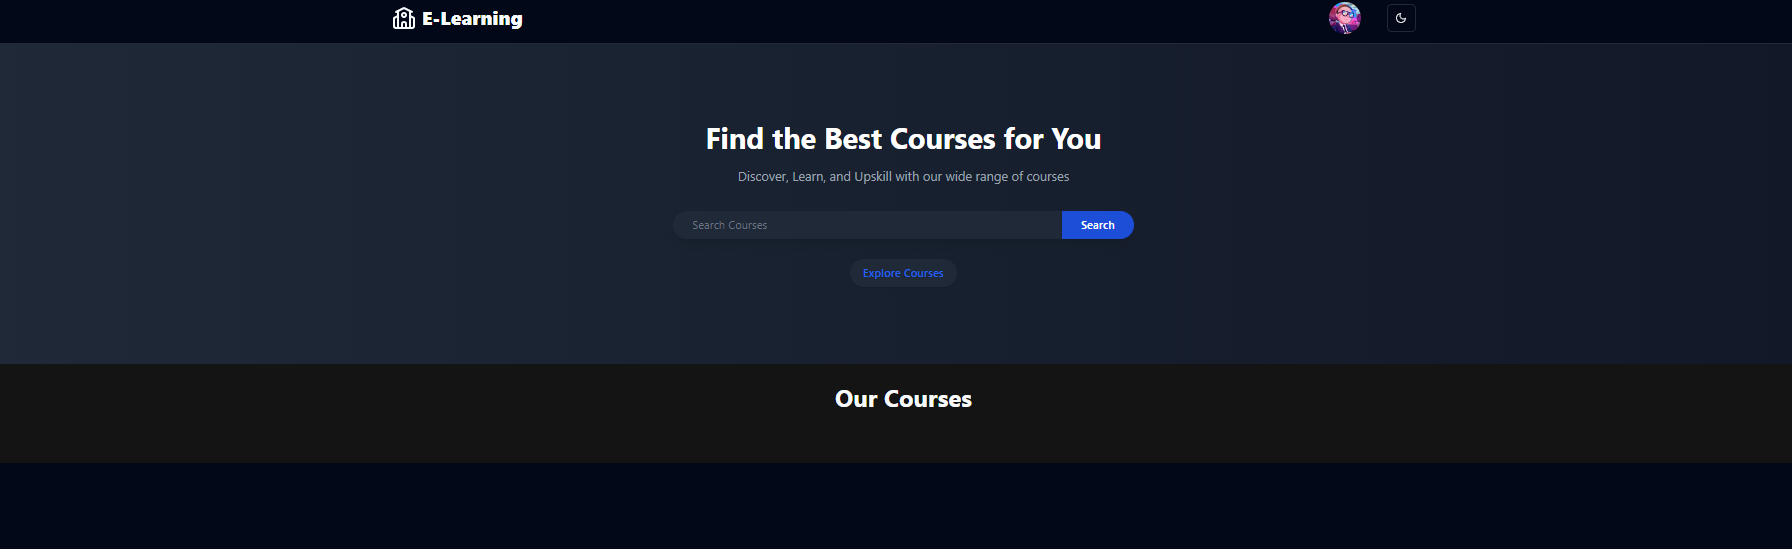 E-Learning
Find the Best Courses for You
Discover, Learn, and Upskill with our wide range of courses
Search Courses
Search
Explore Courses
Our Courses